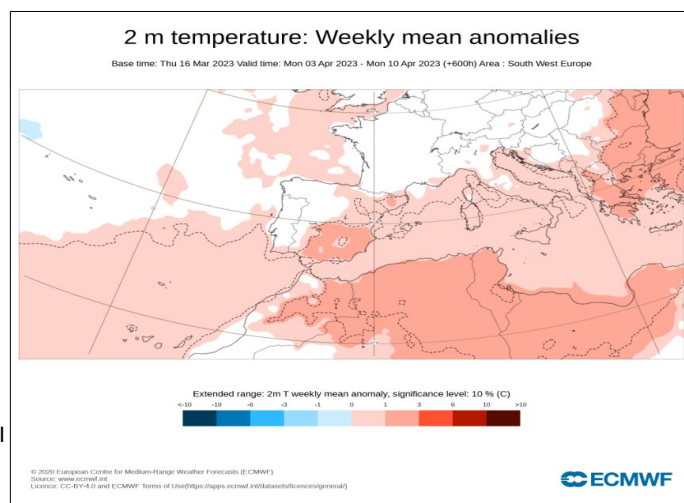 2 m temperature: Weekly mean anomalies
Base time: Thu 16 Mar 2023 Valid time: Mon 03 Apr 2023 - Mon 10 Apr 2023 (+600h) Area : South West Europe
Extended range: 2m T weekly mean anomaly, significance level: 10 % (C)
<-10 -10 -6 -3 -1 0 1 3 6 10 >10
© 2020 European Centre for Medium-Range Weather Forecasts (ECMWF)
Source: www.ecmwf.int
Licence: CC-BY-4.0 and ECMWF Terms of Use(https://apps.ecmwf.int/datasets/licences/general/)
ECMWF